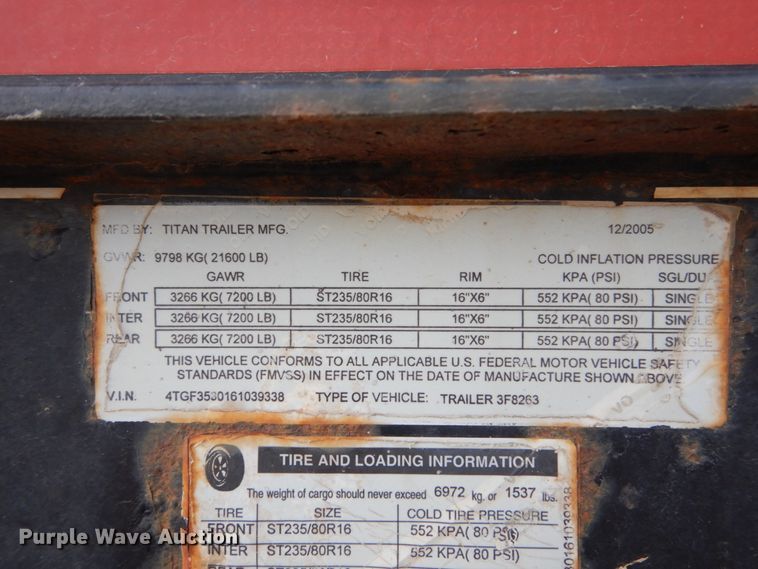 MFD BY: TITAN TRAILER MFG. 12/2005
GVWR: 9798 KG( 21600 LB) COLD INFLATION PRESSURE
GAWR TIRE RIM KPA (PSI) SGL/DU
FRONT 3266 KG( 7200 LB) ST235/80R16 16"X6" 552 KPA( 80 PSI) SINGLE
INTER 3266 KG( 7200 LB) ST235/80R16 16"X6" 552 KPA( 80 PSI) SINGLE
REAR 3266 KG( 7200 LB) ST235/80R16 16"X6" 552 KPA( 80 PSI) SINGLE
THIS VEHICLE CONFORMS TO ALL APPLICABLE U.S. FEDERAL MOTOR VEHICLE SAFETY
STANDARDS (FMVSS) IN EFFECT ON THE DATE OF MANUFACTURE SHOWN ABOVE
V.I.N. TYPE OF VEHICLE: TRAILER 3F8263
TIRE AND LOADING INFORMATION
The weight of cargo should never exceed 6972 kg. or 1537 lbs.
TIRE SIZE COLD TIRE PRESSURE
FRONT ST235/80R16 552 KPA( 80 PSI)
INTER ST235/80R16 552 KPA( 80 PSI)
0161039338
Purple Wave Auction